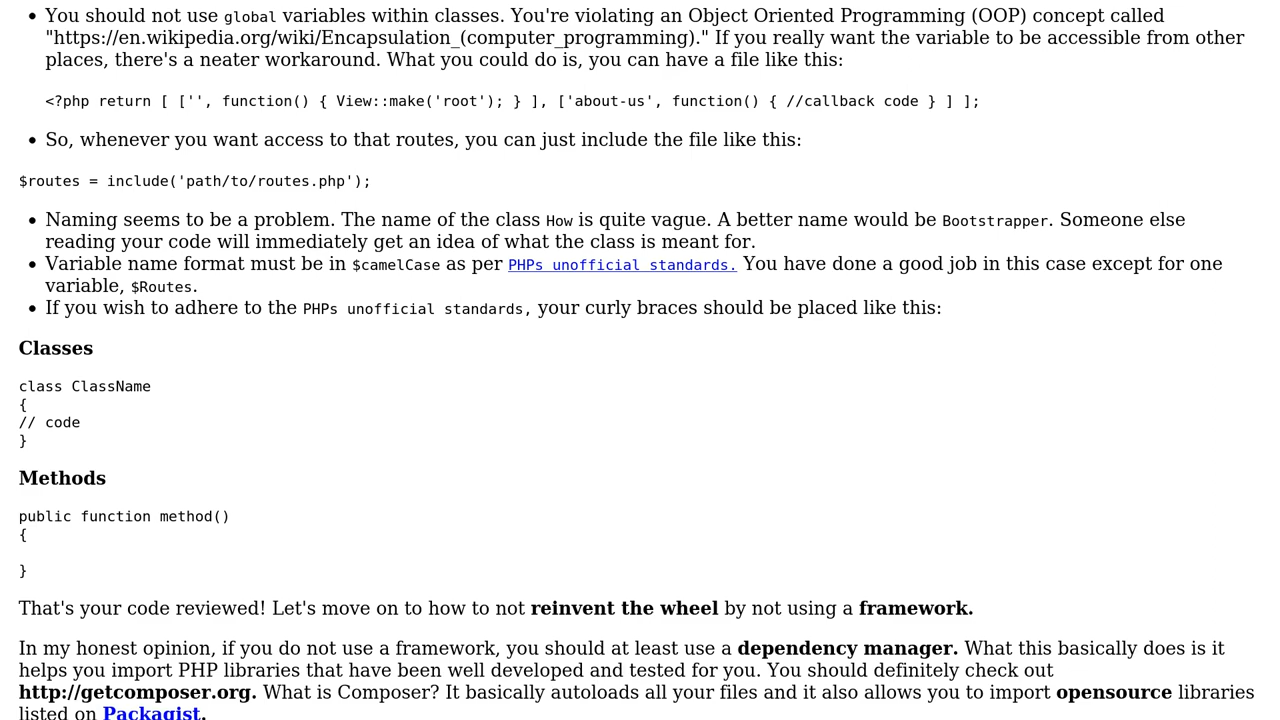 • You should not use global variables within classes. You're violating an Object Oriented Programming (OOP) concept called
"https://en.wikipedia.org/wiki/Encapsulation_(computer_programming)." If you really want the variable to be accessible from other
places, there's a neater workaround. What you could do is, you can have a file like this:
<?php return [ ['', function() { View::make('root'); } ], ['about-us', function() { //callback code } ] ];
• So, whenever you want access to that routes, you can just include the file like this:
$routes = include('path/to/routes.php');
• Naming seems to be a problem. The name of the class How is quite vague. A better name would be Bootstrapper. Someone else
reading your code will immediately get an idea of what the class is meant for.
• Variable name format must be in $camelCase as per PHPs unofficial standards. You have done a good job in this case except for one
variable, $Routes.
• If you wish to adhere to the PHPs unofficial standards, your curly braces should be placed like this:
Classes
class ClassName
{
// code
}
Methods
public function method()
{
}
That's your code reviewed! Let's move on to how to not reinvent the wheel by not using a framework.
In my honest opinion, if you do not use a framework, you should at least use a dependency manager. What this basically does is it
helps you import PHP libraries that have been well developed and tested for you. You should definitely check out
http://getcomposer.org. What is Composer? It basically autoloads all your files and it also allows you to import opensource libraries
listed on Packagist.